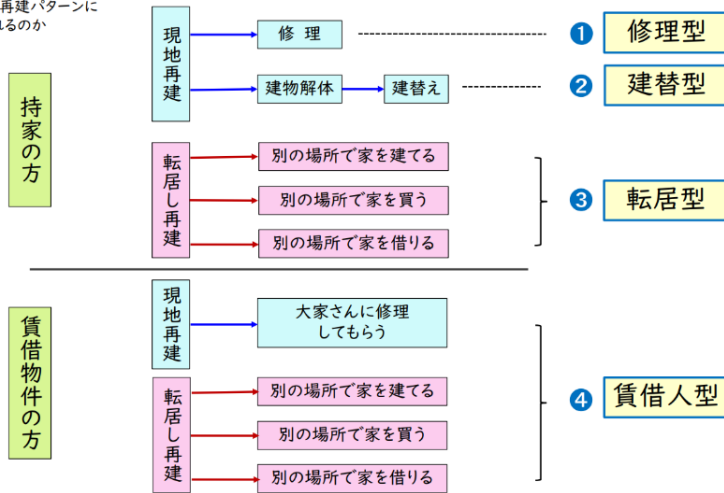 再建パターンに
れるのか
持家の方
現地再建
修 理
❶
修理型
建物解体
建替え
❷
建替型
転居し再建
別の場所で家を建てる
別の場所で家を買う
別の場所で家を借りる
❸
転居型
賃借物件の方
現地再建
大家さんに修理
してもらう
転居し再建
別の場所で家を建てる
別の場所で家を買う
別の場所で家を借りる
❹
賃借人型